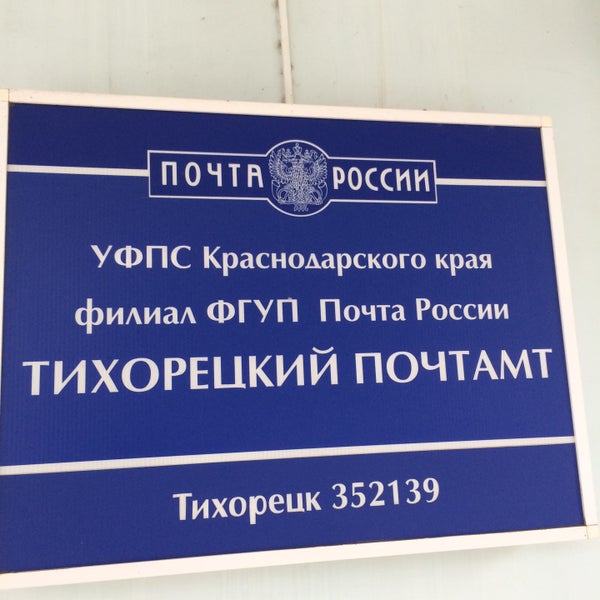 ПОЧТА РОССИИ
УФПС Краснодарского края
филиал ФГУП Почта России
ТИХОРЕЦКИЙ ПОЧТАМТ
Тихорецк 352139